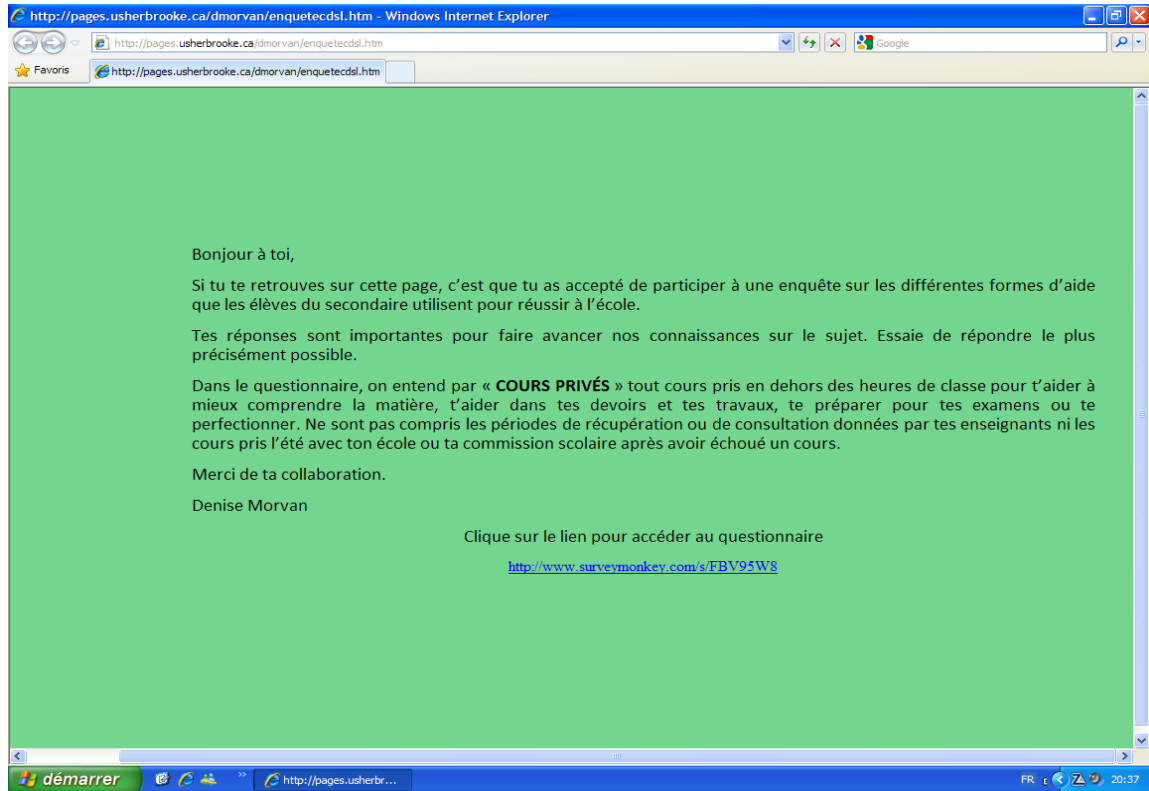 http://pages.usherbrooke.ca/dmorvan/enquetecdsl.htm - Windows Internet Explorer
http://pages.usherbrooke.ca/dmorvan/enquetecdsl.htm
Google
Favoris
http://pages.usherbrooke.ca/dmorvan/enquetecdsl.htm
Bonjour à toi,
Si tu te retrouves sur cette page, c’est que tu as accepté de participer à une enquête sur les différentes formes d’aide
que les élèves du secondaire utilisent pour réussir à l’école.
Tes réponses sont importantes pour faire avancer nos connaissances sur le sujet. Essaie de répondre le plus
précisément possible.
Dans le questionnaire, on entend par « COURS PRIVÉS » tout cours pris en dehors des heures de classe pour t’aider à
mieux comprendre la matière, t’aider dans tes devoirs et tes travaux, te préparer pour tes examens ou te
perfectionner. Ne sont pas compris les périodes de récupération ou de consultation données par tes enseignants ni les
cours pris l’été avec ton école ou ta commission scolaire après avoir échoué un cours.
Merci de ta collaboration.
Denise Morvan
Clique sur le lien pour accéder au questionnaire
http://www.surveymonkey.com/s/FBV95W8
démarrer
http://pages.usherbr...
FR
20:37